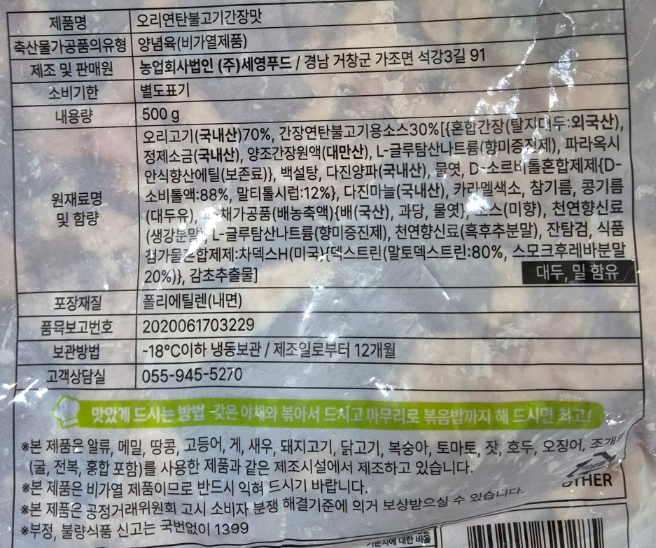 제품명 오리연탄불고기간장맛
축산물가공품의유형 양념육(비가열제품)
제조 및 판매원 농업회사법인 (주)세영푸드 / 경남 거창군 가조면 석강3길 91
소비기한 별도표기
내용량 500 g
원재료명 및 함량
오리고기(국내산)70%, 간장연탄불고기용소스30%[{혼합간장(탈지대두:외국산),
정제소금(국내산), 양조간장원액(대만산), L-글루탐산나트륨(향미증진제), 파라옥시
안식향산에틸(보존료)}, 백설탕, 다진양파(국내산), 물엿, D-소르비톨혼합제제{D-
소비톨액:88%, 말티톨시럽:12%}, 다진마늘(국내산), 카라멜색소, 참기름, 콩기름
(대두유), 채가공품(배농축액){배(국산), 과당, 물엿}, 소스(미향), 천연향신료
(생강분말), L-글루탐산나트륨(향미증진제), 천연향신료(흑후추분말), 잔탐검, 식품
첨가물혼합제제:차덱스H(미국){덱스트린(말토덱스트린:80%, 스모크후레바분말
20%)}, 감초추출물]
대두, 밀 함유
포장재질 폴리에틸렌(내면)
품목보고번호 2020061703229
보관방법 -18°C이하 냉동보관 / 제조일로부터 12개월
고객상담실 055-945-5270
맛있게 드시는 방법 -갖은 야채와 볶아서 드시고 마무리로 볶음밥까지 해 드시면 최고!
※본 제품은 알류, 메밀, 땅콩, 고등어, 게, 새우, 돼지고기, 닭고기, 복숭아, 토마토, 잣, 호두, 오징어, 조개류
(굴, 전복, 홍합 포함)를 사용한 제품과 같은 제조시설에서 제조하고 있습니다.
※본 제품은 비가열 제품이므로 반드시 익혀 드시기 바랍니다.
※본 제품은 공정거래위원회 고시 소비자 분쟁 해결기준에 의거 보상받으실 수 있습니다.
※부정, 불량식품 신고는 국번없이 1399
OTHER
기준치에 대한 비율